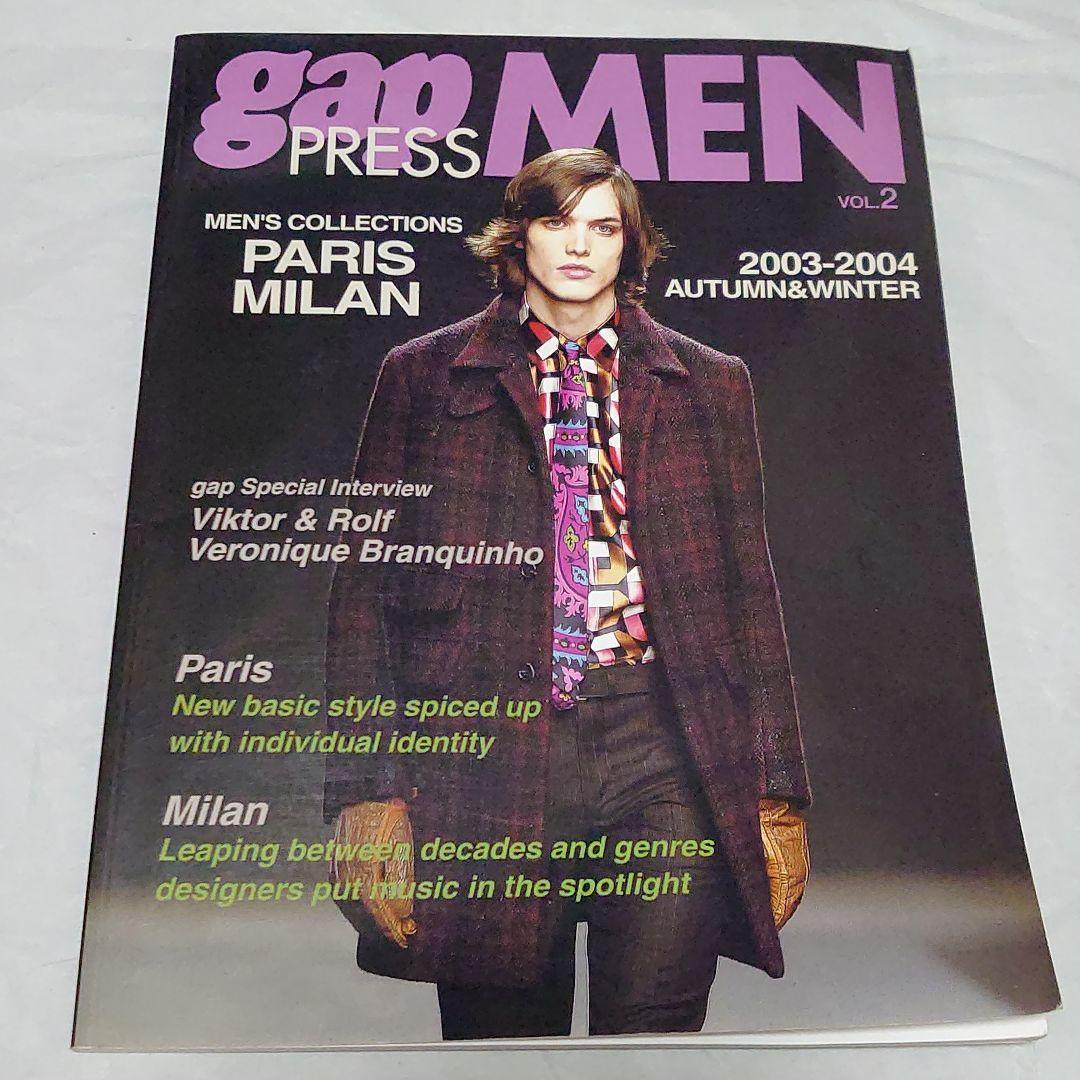 gap
PRESS MEN
VOL.2
MEN'S COLLECTIONS
PARIS
MILAN
2003-2004
AUTUMN&WINTER
gap Special Interview
Viktor & Rolf
Veronique Branquinho
Paris
New basic style spiced up
with individual identity
Milan
Leaping between decades and genres
designers put music in the spotlight